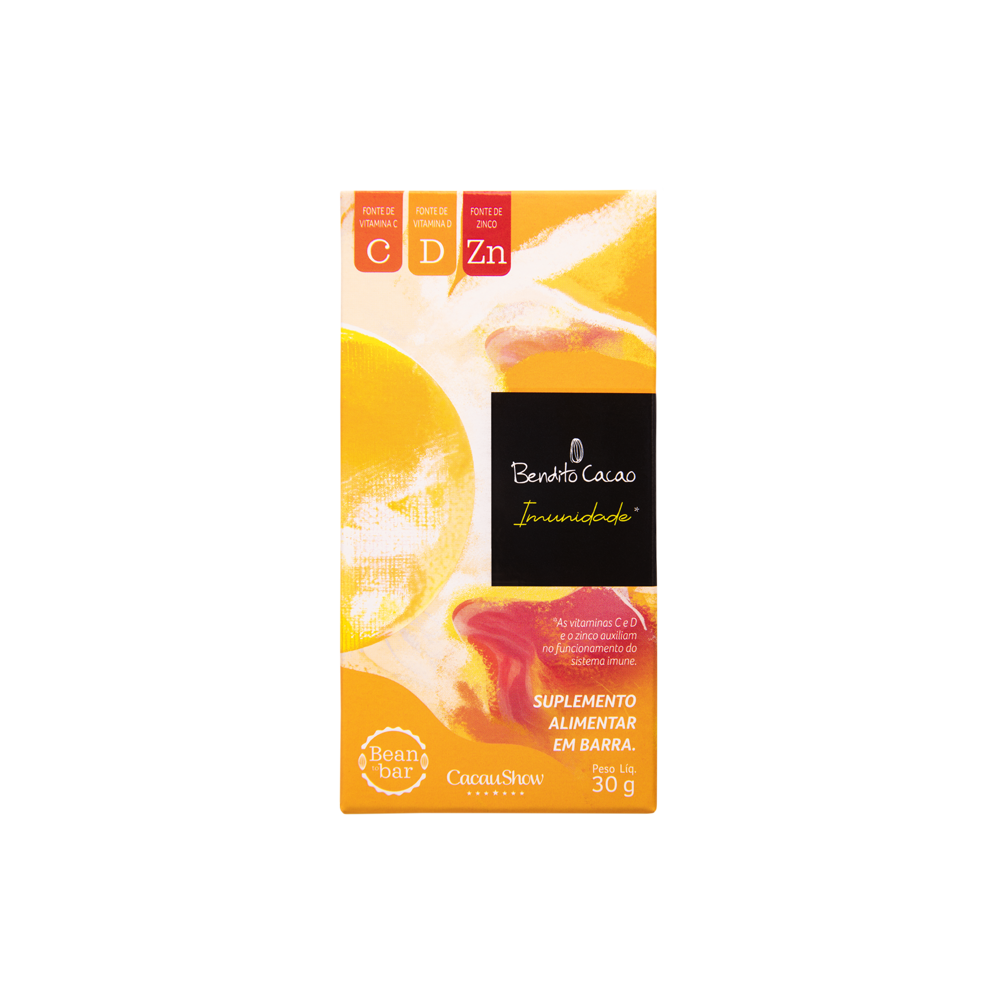 FONTE DE
VITAMINA C
C
FONTE DE
VITAMINA D
D
FONTE DE
ZINCO
Zn
Bendito Cacao
Imunidade*
*As vitaminas C e D
e o zinco auxiliam
no funcionamento do
sistema imune.
SUPLEMENTO
ALIMENTAR
EM BARRA.
Peso Líq.
30 g
Bean
to
bar
CacauShow